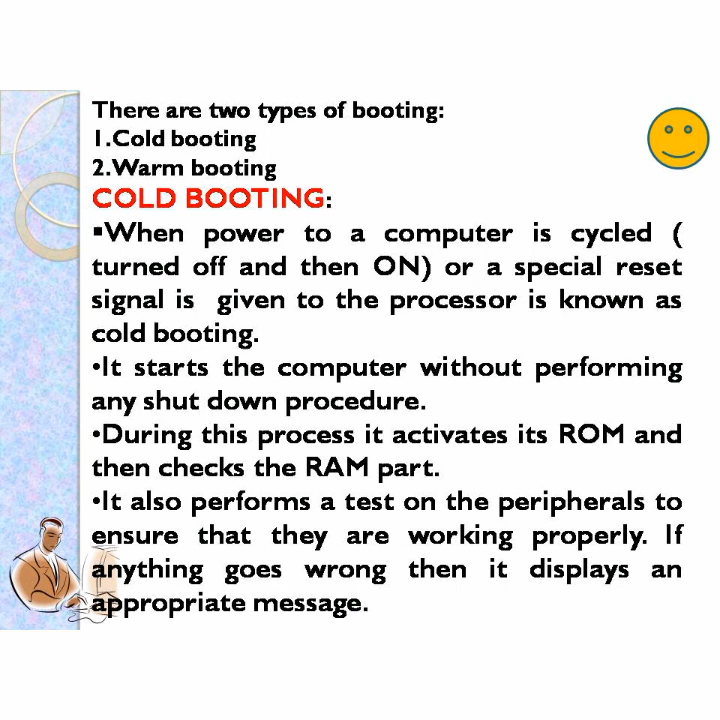 There are two types of booting:
1.Cold booting
2.Warm booting
COLD BOOTING:
▪When power to a computer is cycled (
turned off and then ON) or a special reset
signal is given to the processor is known as
cold booting.
•It starts the computer without performing
any shut down procedure.
•During this process it activates its ROM and
then checks the RAM part.
•It also performs a test on the peripherals to
ensure that they are working properly. If
anything goes wrong then it displays an
appropriate message.